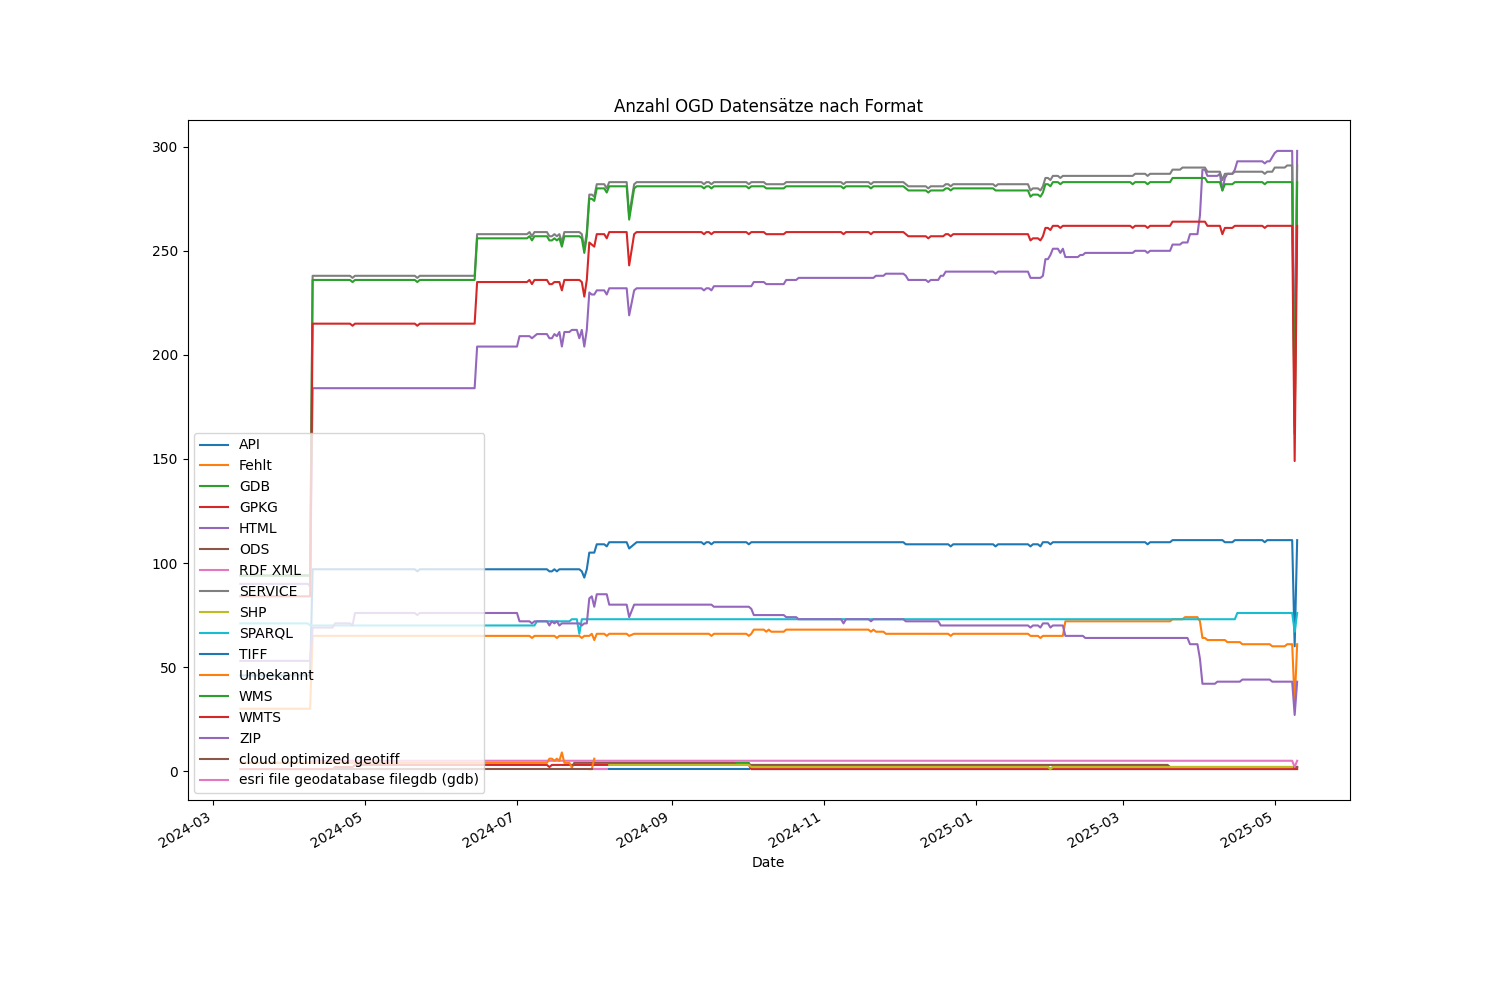 Anzahl OGD Datensätze nach Format
300
250
200
150
100
50
0
API
Fehlt
GDB
GPKG
HTML
ODS
RDF XML
SERVICE
SHP
SPARQL
TIFF
Unbekannt
WMS
WMTS
ZIP
cloud optimized geotiff
esri file geodatabase filegdb (gdb)
2024-03
2024-05
2024-07
2024-09
2024-11
2025-01
2025-03
2025-05
Date